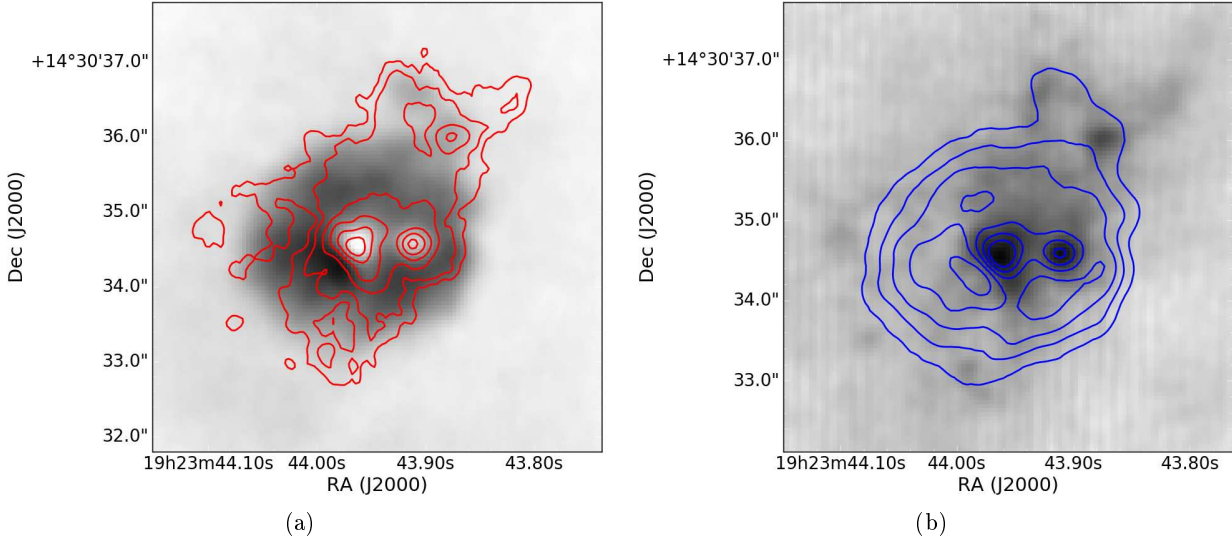 +14°30'37.0"
36.0"
35.0"
34.0"
33.0"
32.0"
Dec (J2000)
19h23m44.10s 44.00s 43.90s 43.80s
RA (J2000)
(a)
+14°30'37.0"
36.0"
35.0"
34.0"
33.0"
Dec (J2000)
19h23m44.10s 44.00s 43.90s 43.80s
RA (J2000)
(b)